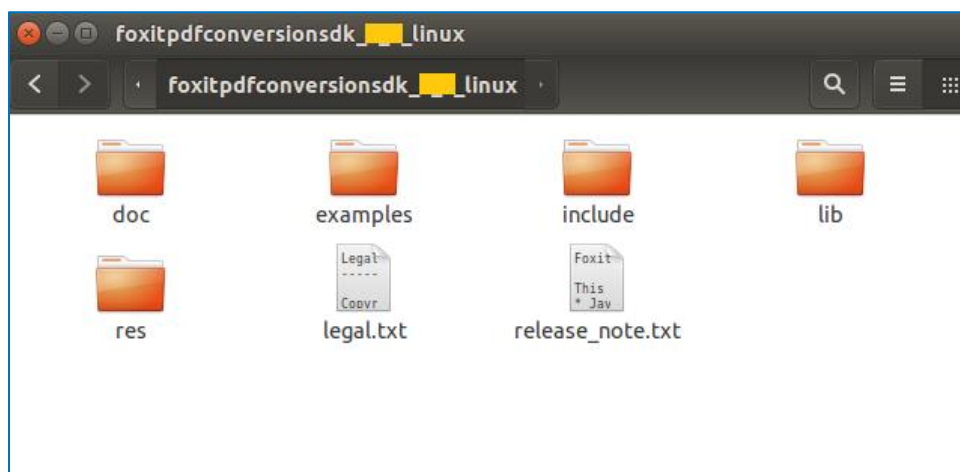 foxitpdfconversionsdk_ _ _linux
foxitpdfconversionsdk_ _ _linux
doc examples include lib
Legal
-----
Copyr
Foxit
This
* Jav
res legal.txt release_note.txt